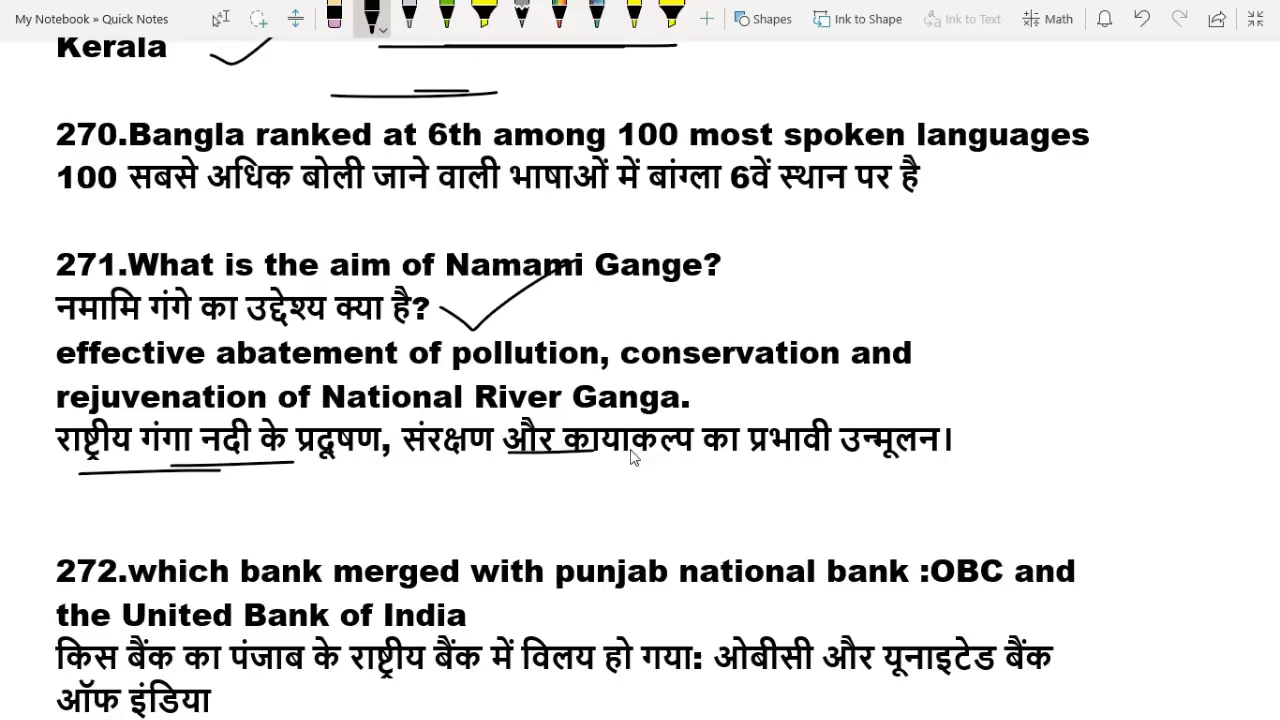 My Notebook » Quick Notes
Shapes
Ink to Shape
Ink to Text
Math
Kerala
270.Bangla ranked at 6th among 100 most spoken languages
100 सबसे अधिक बोली जाने वाली भाषाओं में बांग्ला 6वें स्थान पर है
271.What is the aim of Namami Gange?
नमामि गंगे का उद्देश्य क्या है?
effective abatement of pollution, conservation and
rejuvenation of National River Ganga.
राष्ट्रीय गंगा नदी के प्रदूषण, संरक्षण और कायाकल्प का प्रभावी उन्मूलन।
272.which bank merged with punjab national bank :OBC and
the United Bank of India
किस बैंक का पंजाब के राष्ट्रीय बैंक में विलय हो गया: ओबीसी और यूनाइटेड बैंक
ऑफ इंडिया